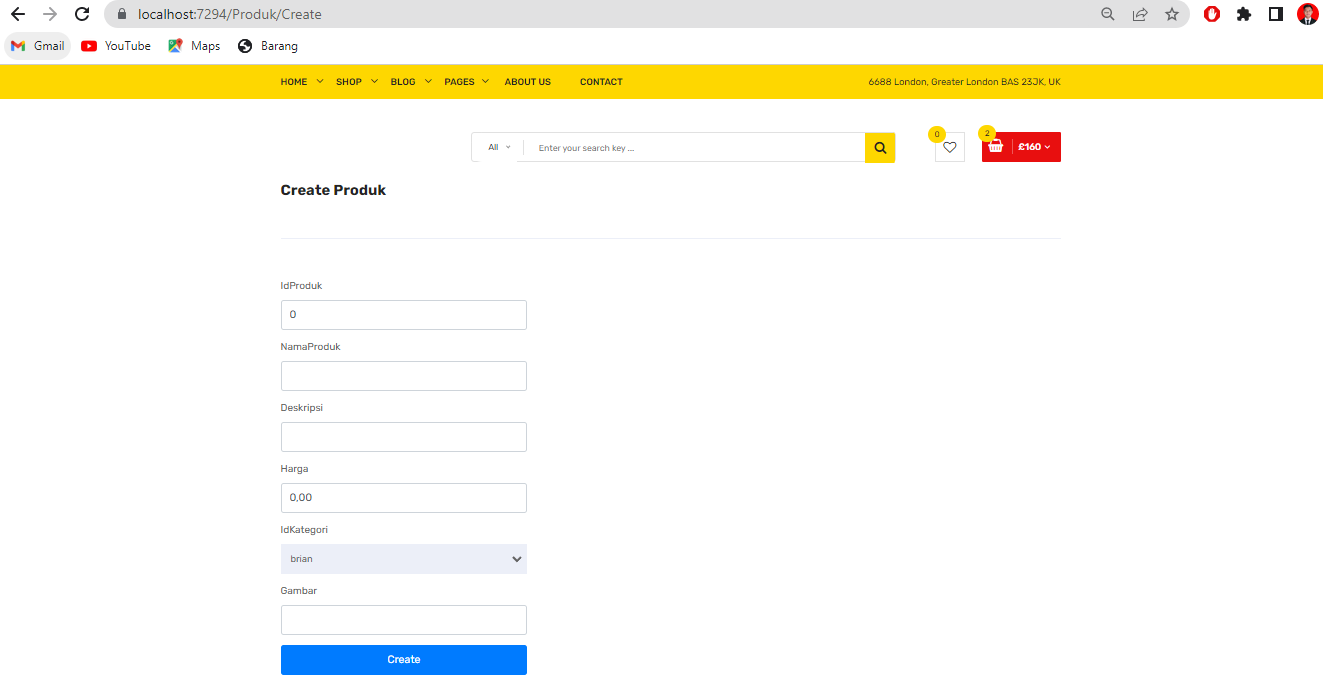 localhost:7294/Produk/Create
Gmail YouTube Maps Barang
HOME SHOP BLOG PAGES ABOUT US CONTACT 6688 London, Greater London BAS 23JK, UK
All Enter your search key ... 0 2 £160
Create Produk
IdProduk
0
NamaProduk
Deskripsi
Harga
0,00
IdKategori
brian
Gambar
Create